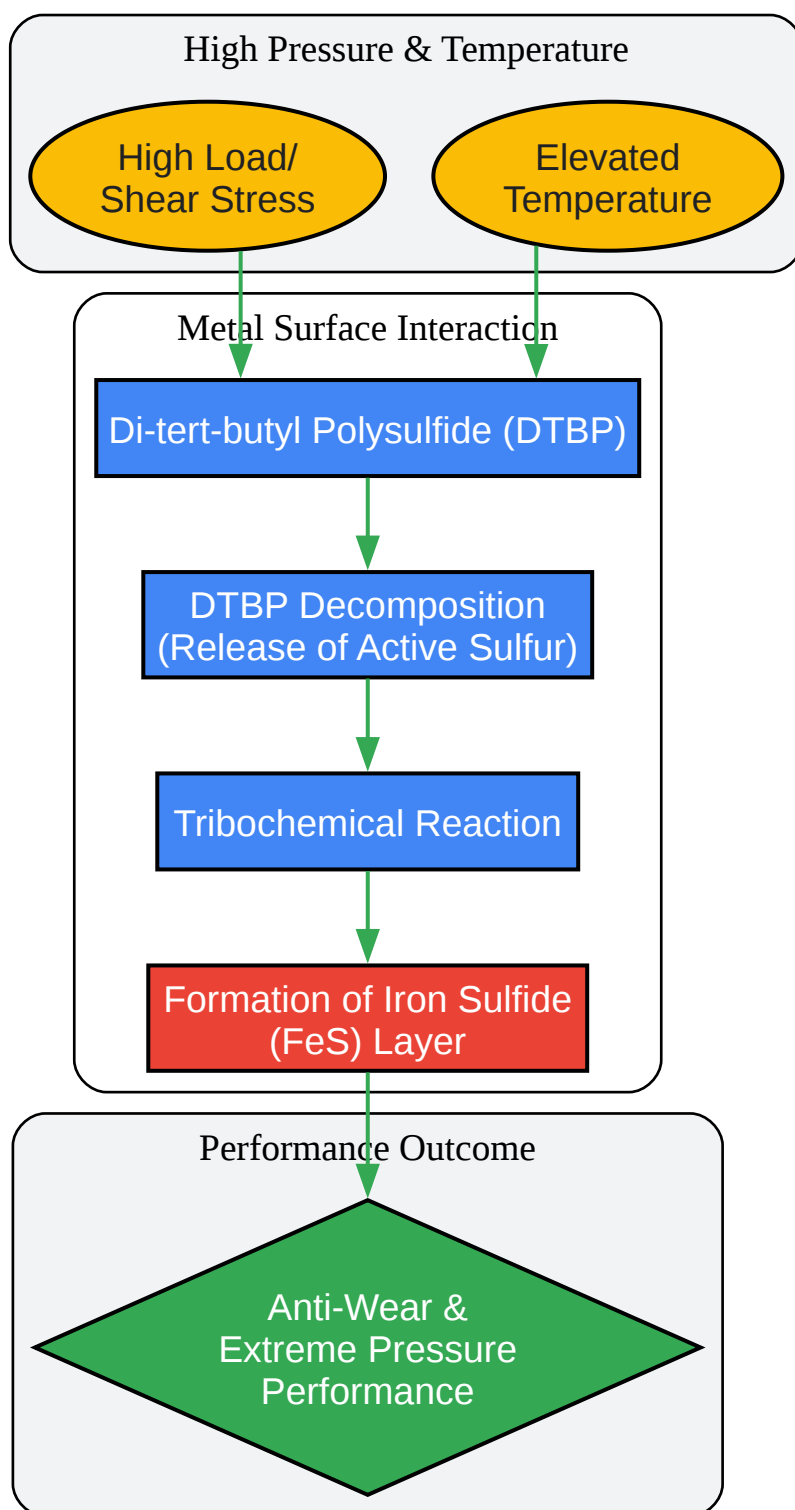 High Pressure & Temperature
High Load/
Shear Stress
Elevated
Temperature
Metal Surface Interaction
Di-tert-butyl Polysulfide (DTBP)
DTBP Decomposition
(Release of Active Sulfur)
Tribochemical Reaction
Formation of Iron Sulfide
(FeS) Layer
Performance Outcome
Anti-Wear &
Extreme Pressure
Performance